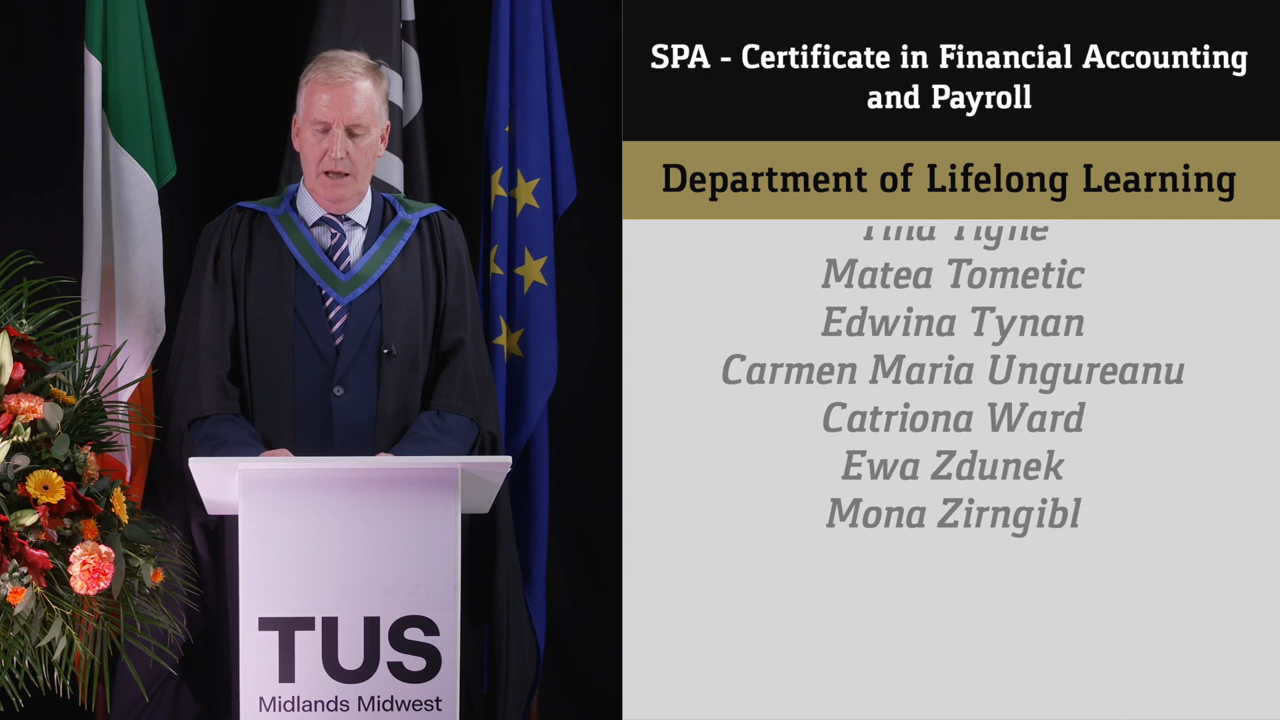 SPA - Certificate in Financial Accounting
and Payroll
Department of Lifelong Learning
Matea Tometic
Edwina Tynan
Carmen Maria Ungureanu
Catriona Ward
Ewa Zdunek
Mona Zirngibl
TUS
Midlands Midwest